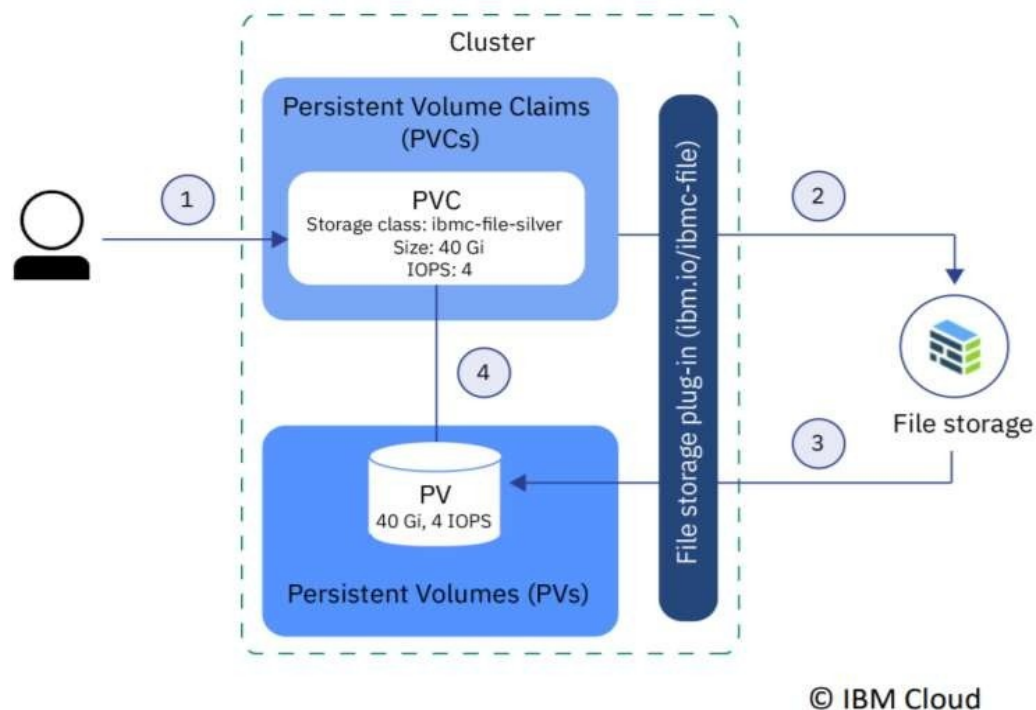 Cluster
Persistent Volume Claims
(PVCs)
1
PVC
Storage class: ibmc-file-silver
Size: 40 Gi
IOPS: 4
File storage plug-in (ibm.io/ibmc-file)
2
File storage
3
4
PV
40 Gi, 4 IOPS
Persistent Volumes (PVs)
© IBM Cloud